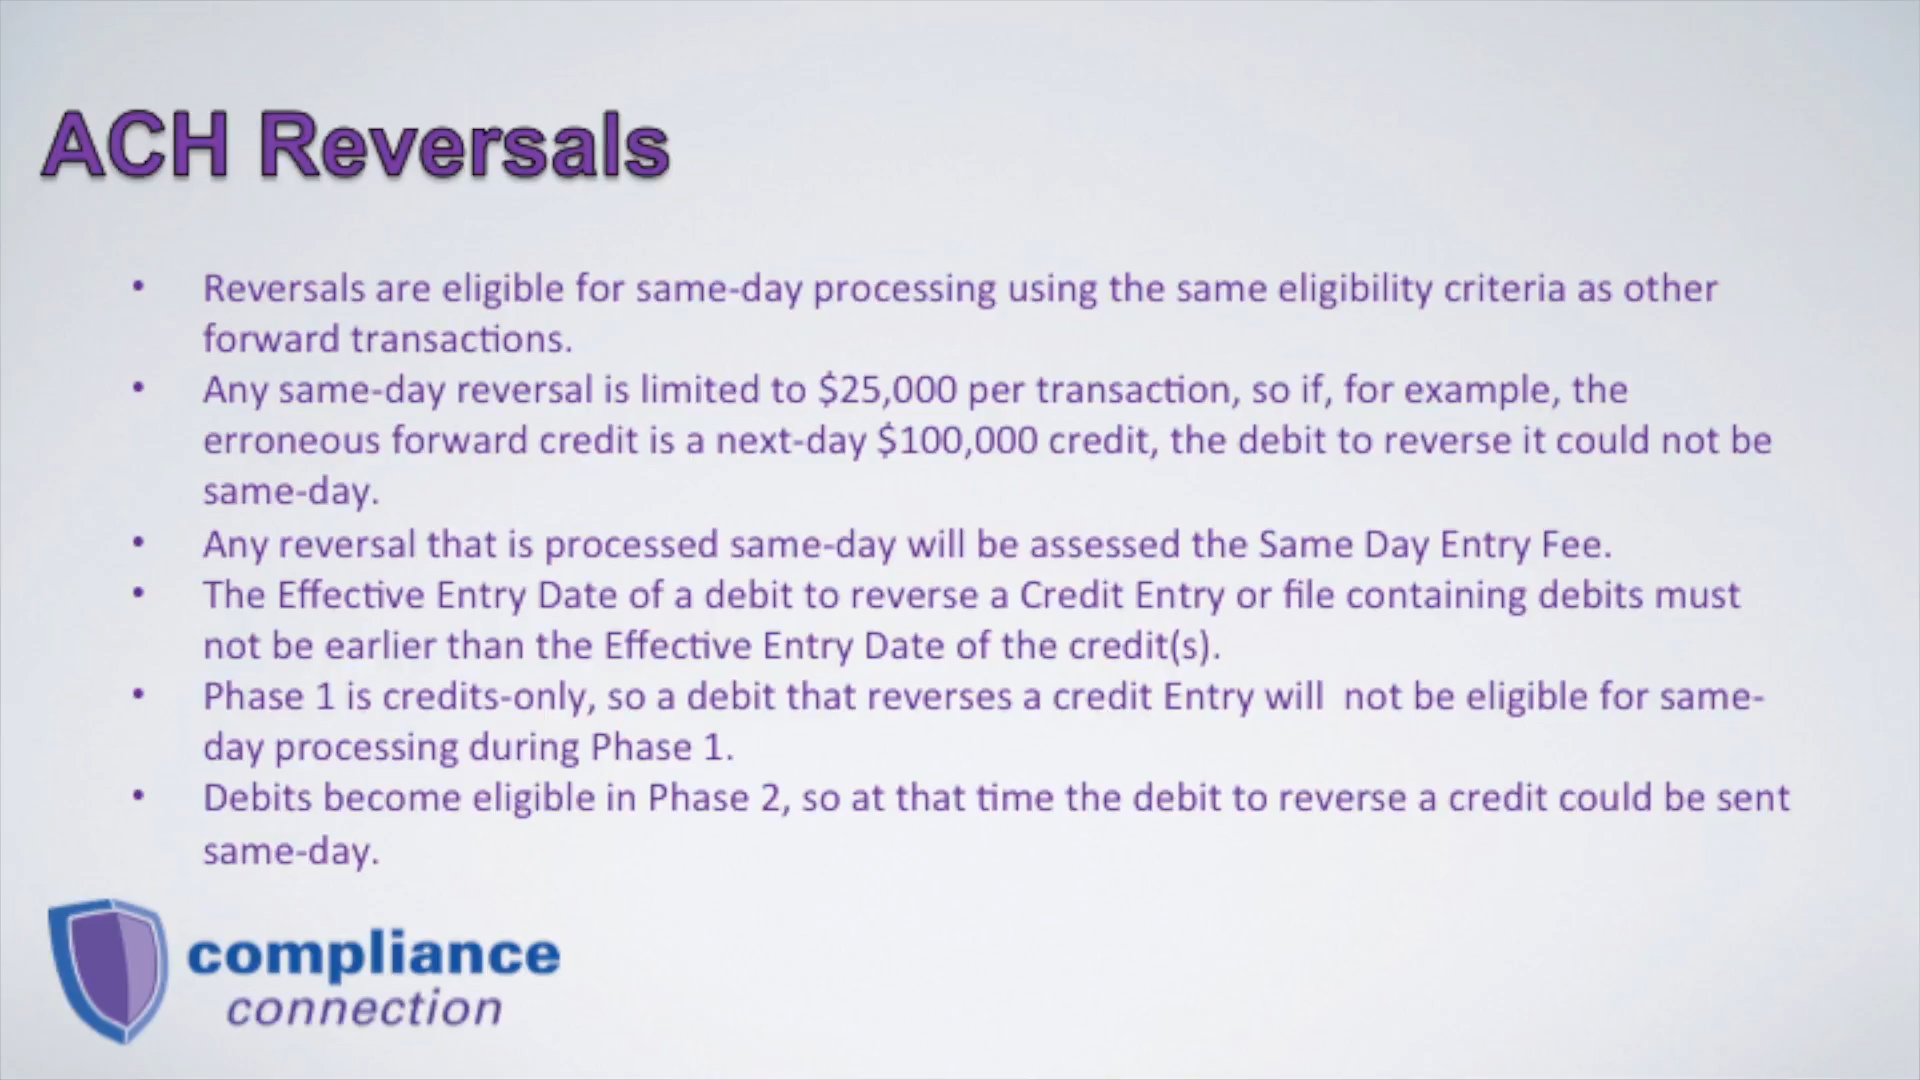 ACH Reversals
• Reversals are eligible for same-day processing using the same eligibility criteria as other
forward transactions.
• Any same-day reversal is limited to $25,000 per transaction, so if, for example, the
erroneous forward credit is a next-day $100,000 credit, the debit to reverse it could not be
same-day.
• Any reversal that is processed same-day will be assessed the Same Day Entry Fee.
• The Effective Entry Date of a debit to reverse a Credit Entry or file containing debits must
not be earlier than the Effective Entry Date of the credit(s).
• Phase 1 is credits-only, so a debit that reverses a credit Entry will  not be eligible for same-
day processing during Phase 1.
• Debits become eligible in Phase 2, so at that time the debit to reverse a credit could be sent
same-day.
compliance
connection